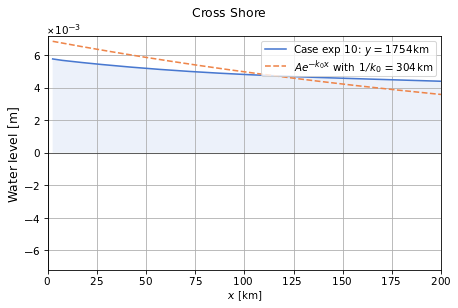 Cross Shore
×10⁻³
Case exp 10: y = 1754km
Ae^{-k₀x} with 1/k₀ = 304km
6
4
2
0
−2
−4
−6
Water level [m]
0 25 50 75 100 125 150 175 200
x [km]